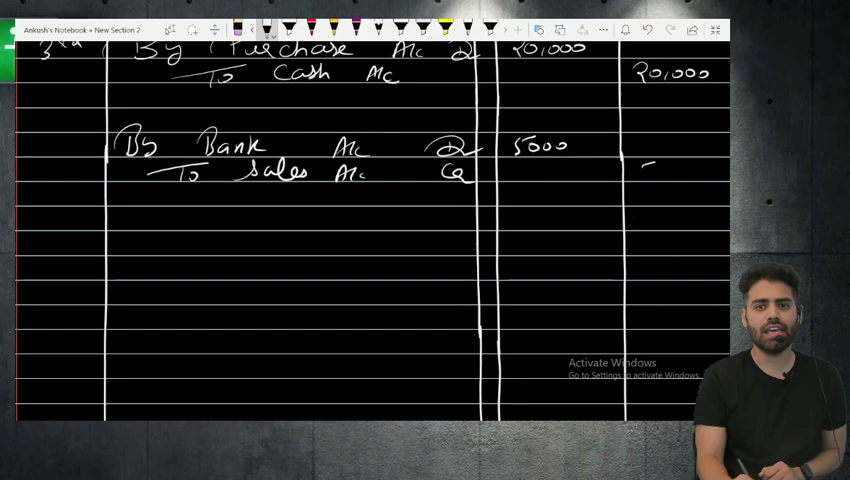 Ankush's Notebook » New Section 2
3rd By Purchase A/c Dr 20,000
To Cash A/c 20,000
By Bank A/c Dr 5000
To Sales A/c Cr
Activate Windows
Go to Settings to activate Windows.